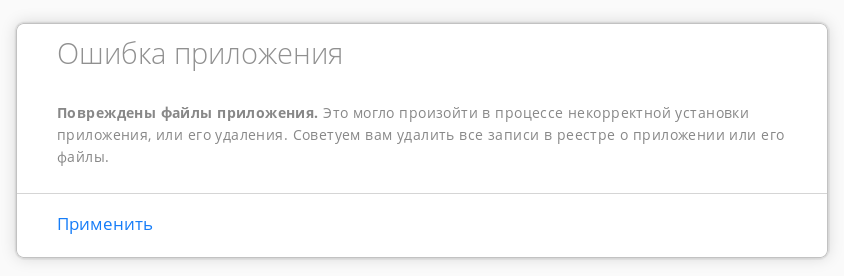 Ошибка приложения
Повреждены файлы приложения. Это могло произойти в процессе некорректной установки
приложения, или его удаления. Советуем вам удалить все записи в реестре о приложении или его
файлы.
Применить